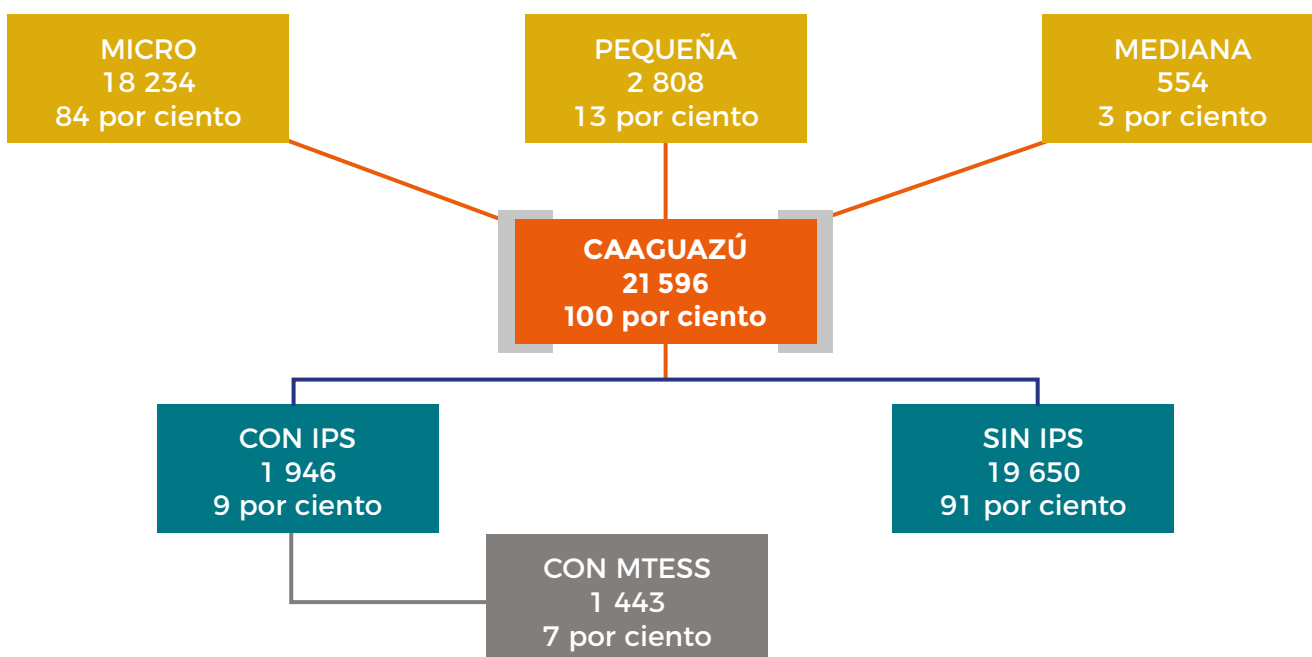 MICRO
18 234
84 por ciento
PEQUEÑA
2 808
13 por ciento
MEDIANA
554
3 por ciento
CAAGUAZÚ
21 596
100 por ciento
CON IPS
1 946
9 por ciento
SIN IPS
19 650
91 por ciento
CON MTESS
1 443
7 por ciento